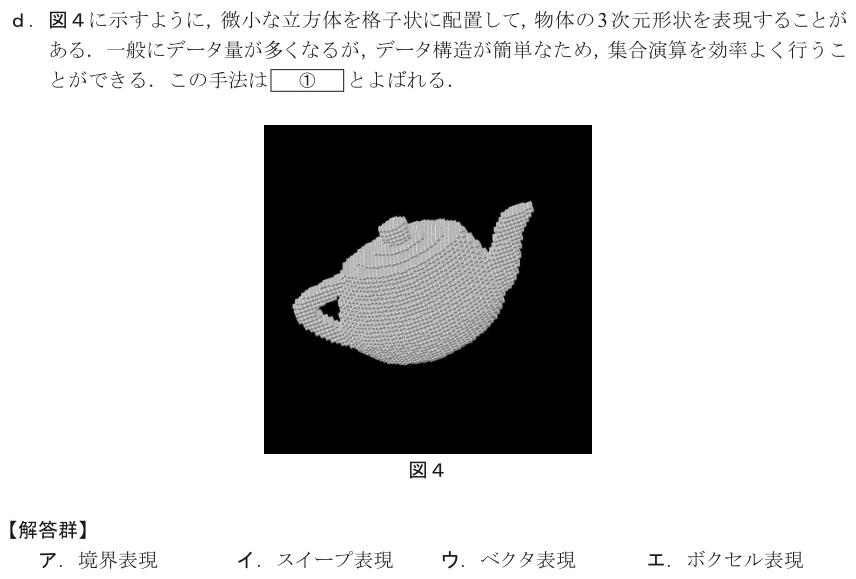 d．図4に示すように，微小な立方体を格子状に配置して，物体の3次元形状を表現することが
ある．一般にデータ量が多くなるが，データ構造が簡単なため，集合演算を効率よく行うこ
とができる．この手法は ① とよばれる．
図4
【解答群】
ア．境界表現　イ．スイープ表現　ウ．ベクタ表現　エ．ボクセル表現